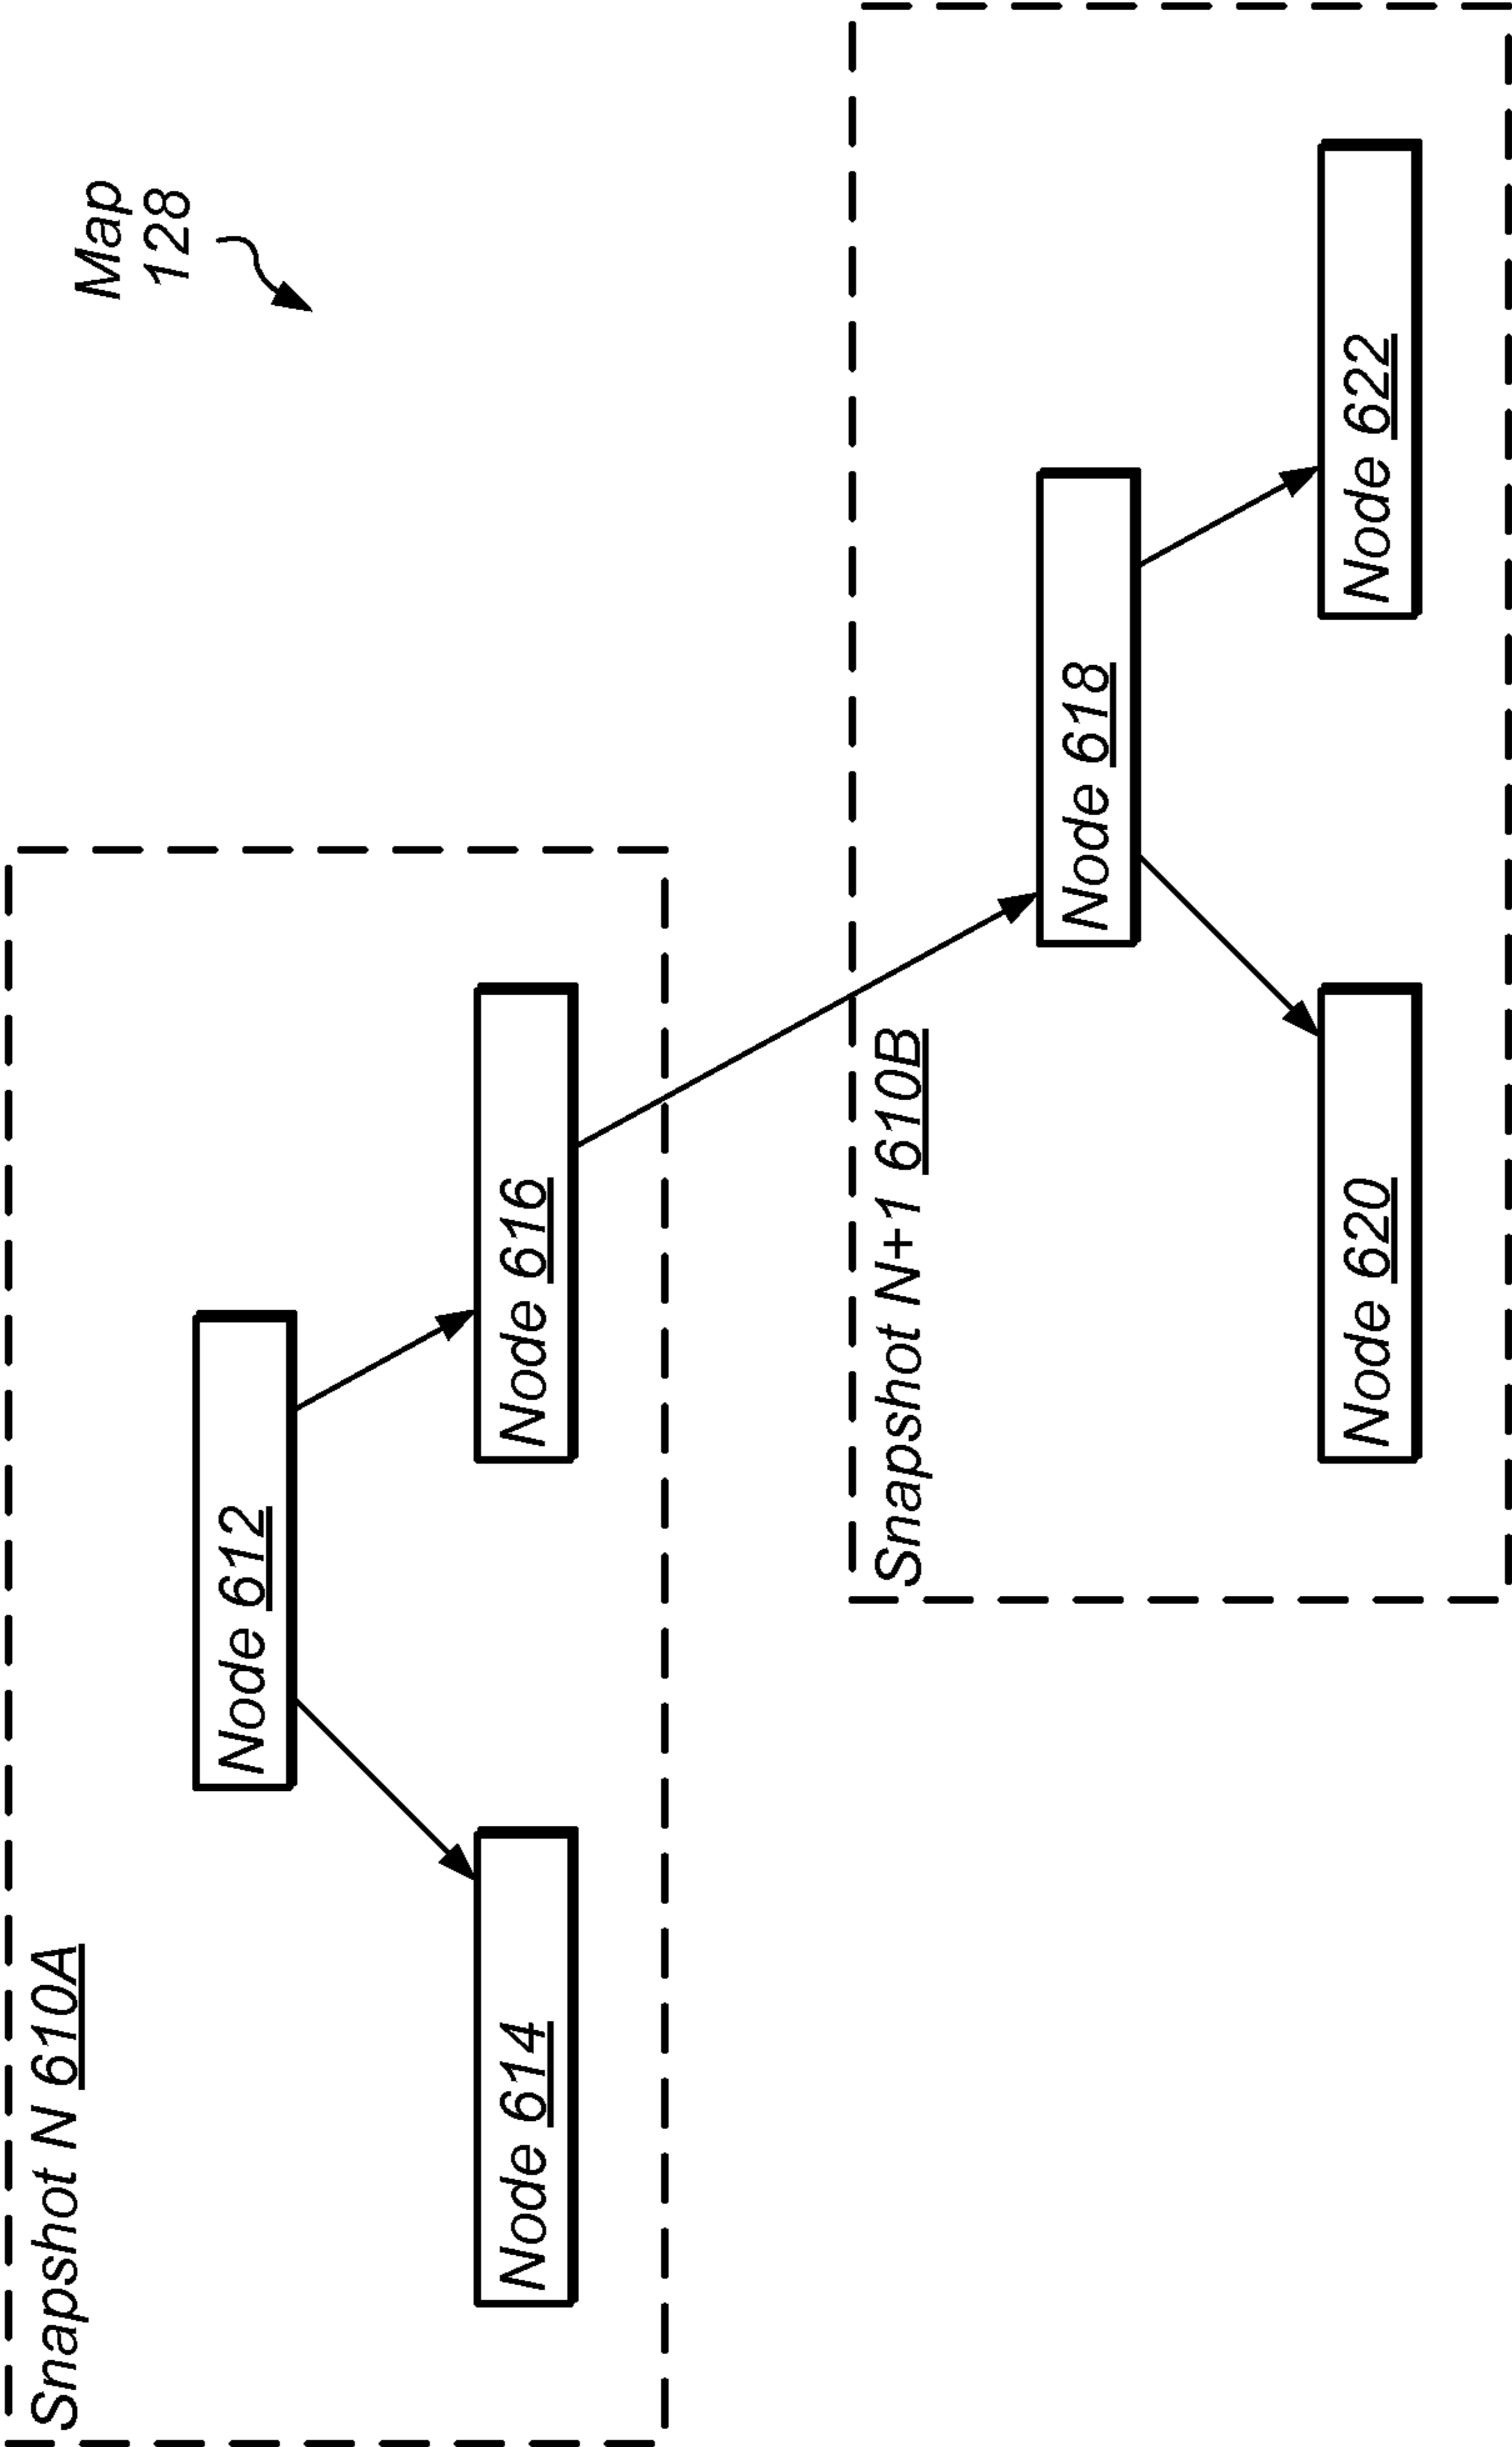 Map
128
Snapshot N 610A
Node 612
Node 614
Node 616
Snapshot N+1 610B
Node 618
Node 620
Node 622